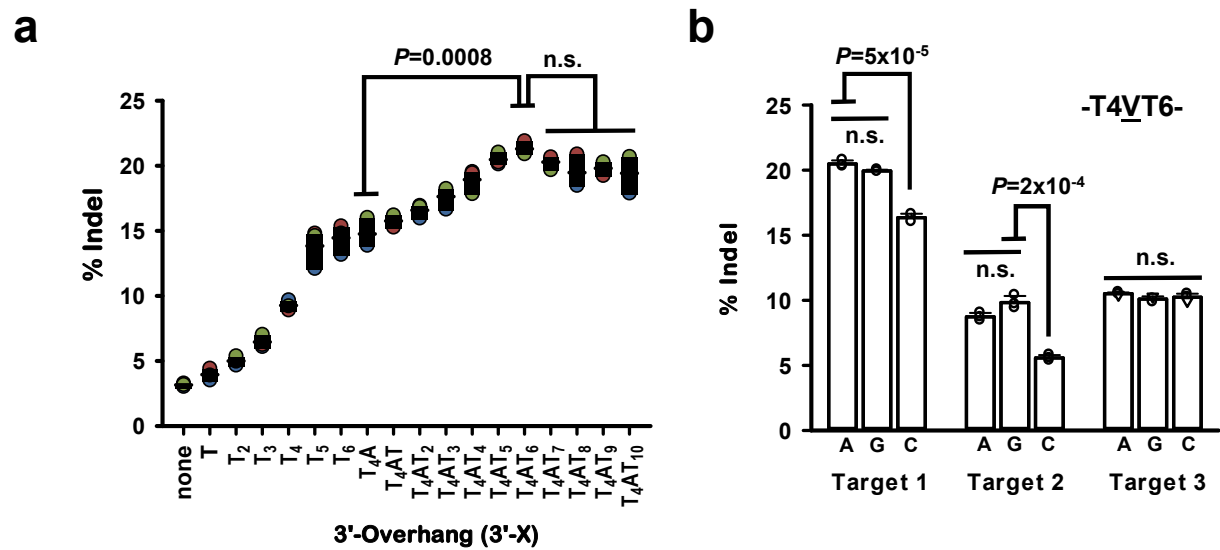 a
P=0.0008
n.s.
25
20
15
10
5
0
% Indel
none
T
T2
T3
T4
T5
T6
T4A
T4AT
T4AT2
T4AT3
T4AT4
T4AT5
T4AT6
T4AT7
T4AT8
T4AT9
T4AT10
3'-Overhang (3'-X)
b
P=5x10-5
-T4VT6-
n.s.
P=2x10-4
n.s.
n.s.
25
20
15
10
5
0
% Indel
A G C A G C A G C
Target 1 Target 2 Target 3